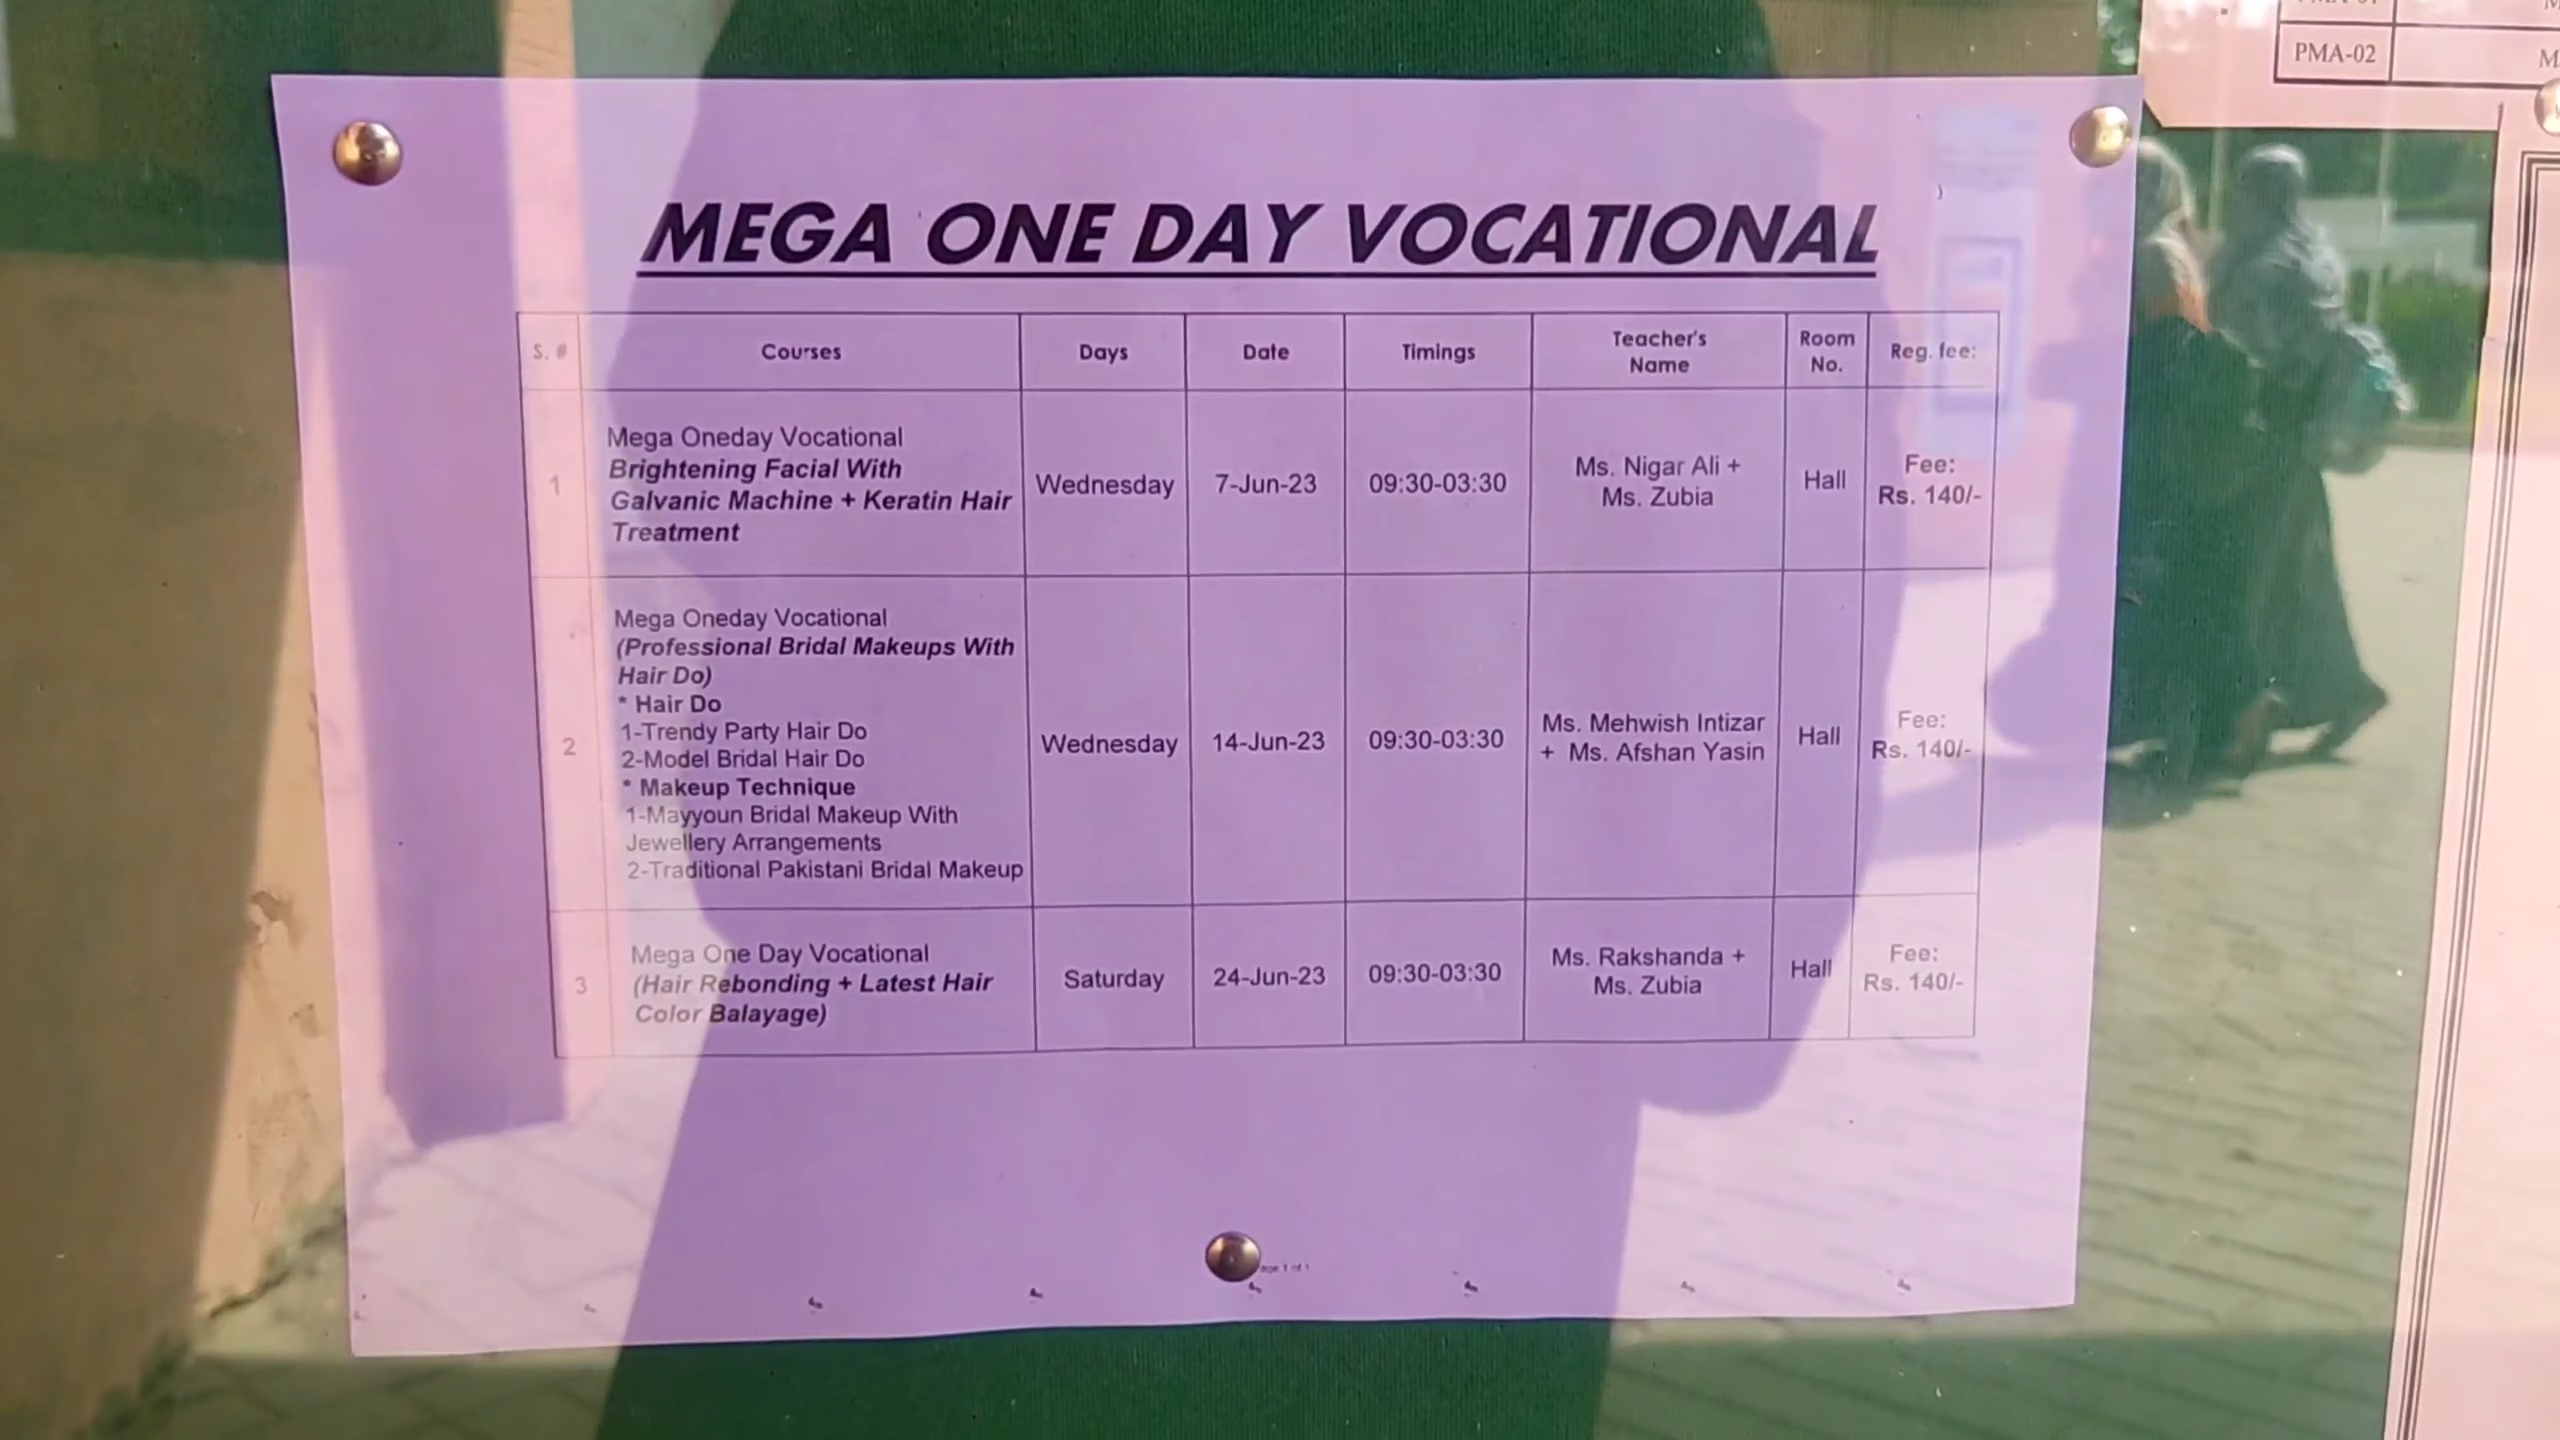 PMA-02
MEGA ONE DAY VOCATIONAL
S. # Courses Days Date Timings Teacher's Name Room No. Reg. fee:
1
Mega Oneday Vocational
Brightening Facial With
Galvanic Machine + Keratin Hair
Treatment
Wednesday
7-Jun-23
09:30-03:30
Ms. Nigar Ali +
Ms. Zubia
Hall
Fee:
Rs. 140/-
2
Mega Oneday Vocational
(Professional Bridal Makeups With
Hair Do)
* Hair Do
1-Trendy Party Hair Do
2-Model Bridal Hair Do
* Makeup Technique
1-Mayyoun Bridal Makeup With
Jewellery Arrangements
2-Traditional Pakistani Bridal Makeup
Wednesday
14-Jun-23
09:30-03:30
Ms. Mehwish Intizar
+ Ms. Afshan Yasin
Hall
Fee:
Rs. 140/-
3
Mega One Day Vocational
(Hair Rebonding + Latest Hair
Color Balayage)
Saturday
24-Jun-23
09:30-03:30
Ms. Rakshanda +
Ms. Zubia
Hall
Fee:
Rs. 140/-
1 of 1